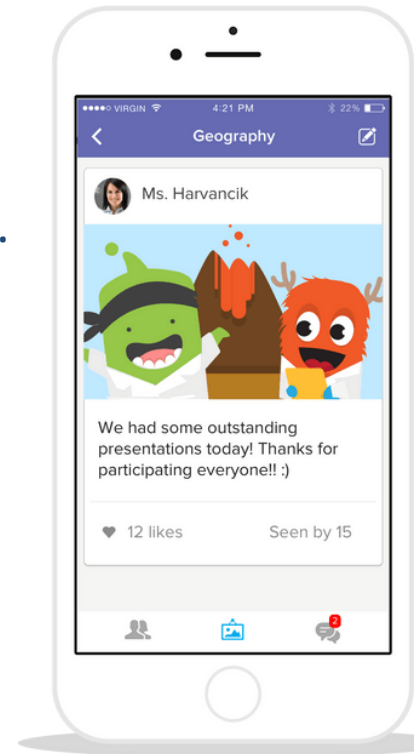 VIRGIN 4:21 PM 22%
Geography
Ms. Harvancik
We had some outstanding
presentations today! Thanks for
participating everyone!! :)
12 likes Seen by 15
2